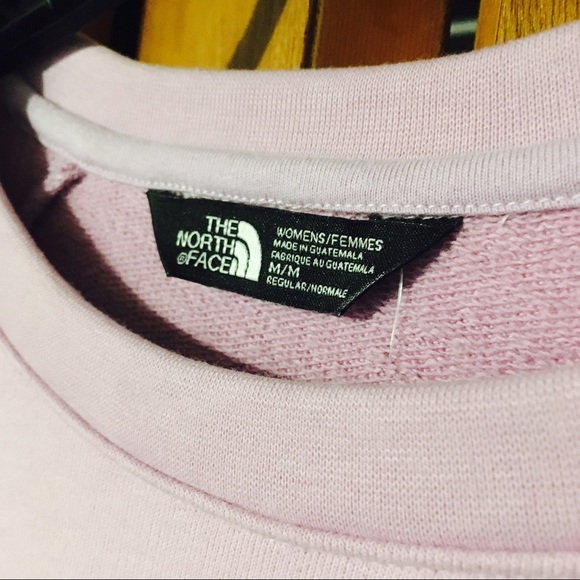 THE
NORTH
FACE
WOMENS/FEMMES
MADE IN GUATEMALA
FABRIQUE AU GUATEMALA
M/M
REGULAR/NORMALE